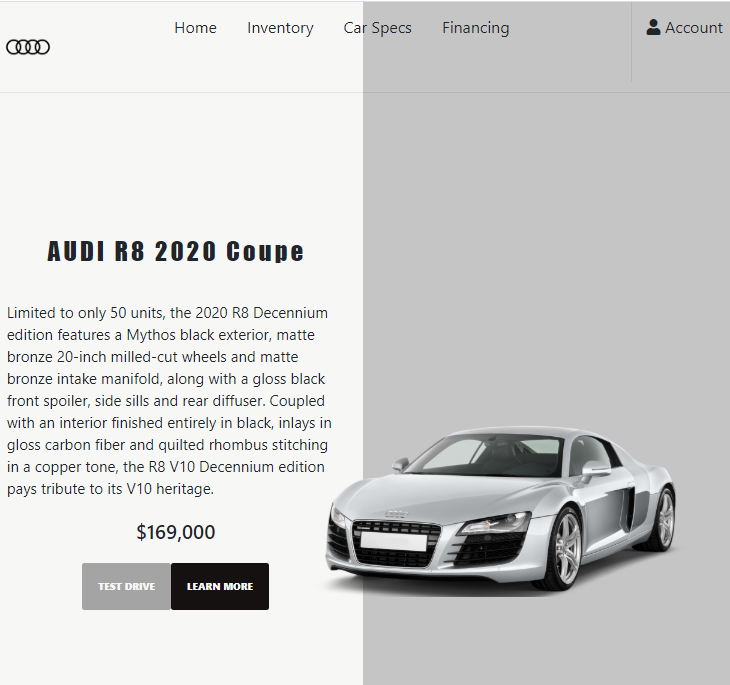 Home Inventory Car Specs Financing Account
AUDI R8 2020 Coupe
Limited to only 50 units, the 2020 R8 Decennium
edition features a Mythos black exterior, matte
bronze 20-inch milled-cut wheels and matte
bronze intake manifold, along with a gloss black
front spoiler, side sills and rear diffuser. Coupled
with an interior finished entirely in black, inlays in
gloss carbon fiber and quilted rhombus stitching
in a copper tone, the R8 V10 Decennium edition
pays tribute to its V10 heritage.
$169,000
TEST DRIVE LEARN MORE